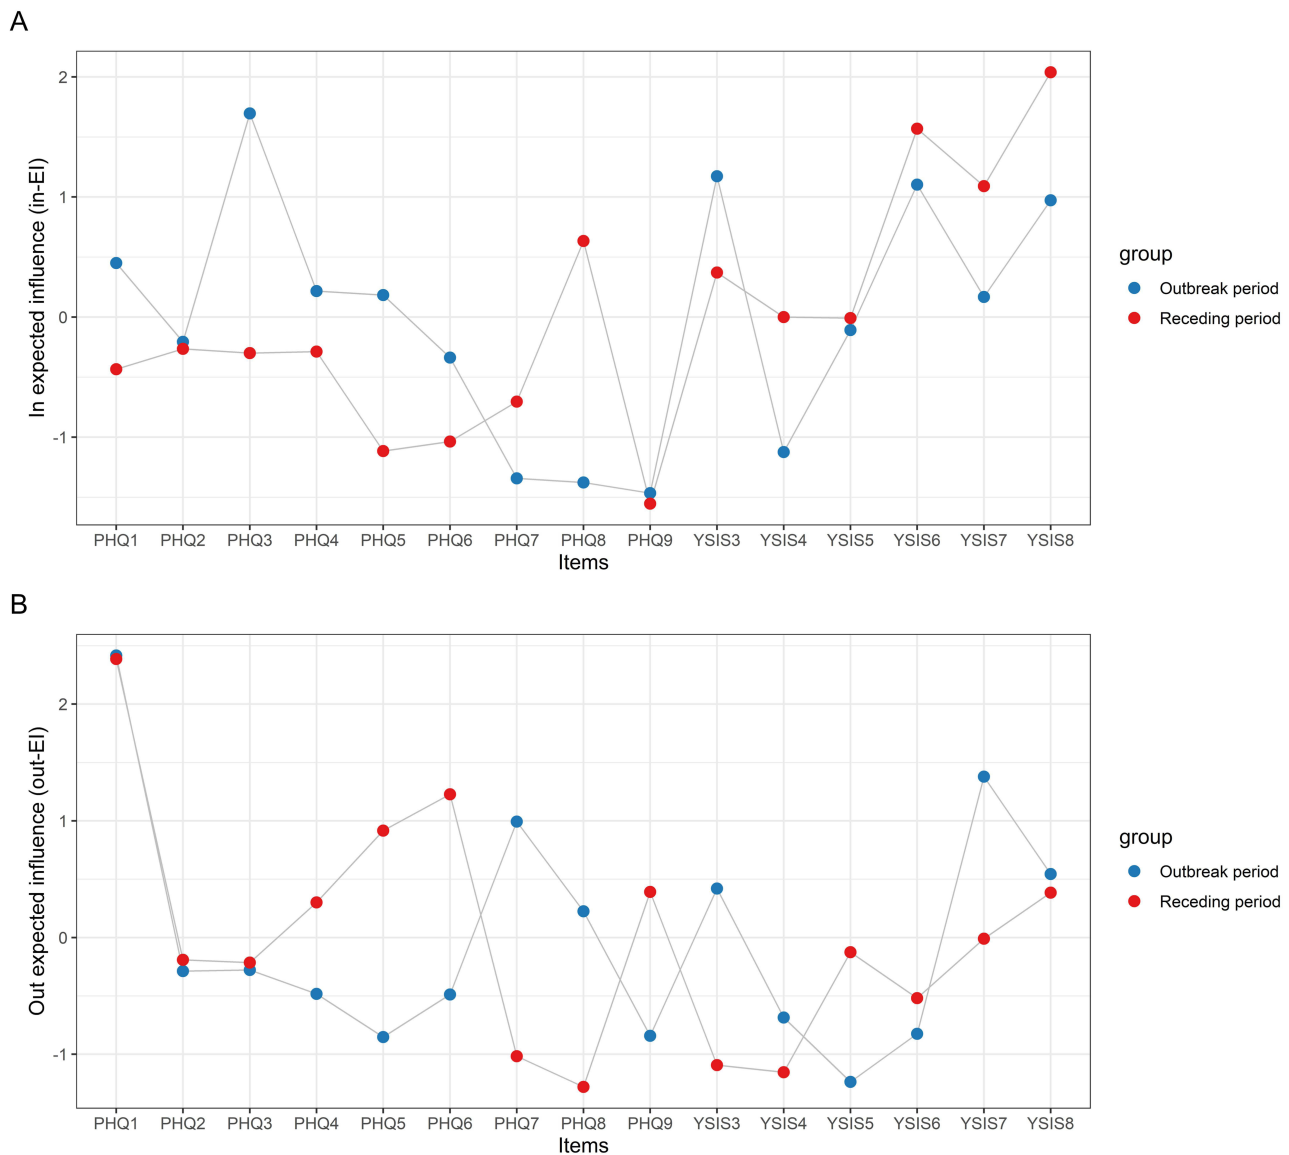 A
In expected influence (in-EI)
2
1
0
-1
PHQ1 PHQ2 PHQ3 PHQ4 PHQ5 PHQ6 PHQ7 PHQ8 PHQ9 YSIS3 YSIS4 YSIS5 YSIS6 YSIS7 YSIS8
Items
group
Outbreak period
Receding period
B
Out expected influence (out-EI)
2
1
0
-1
PHQ1 PHQ2 PHQ3 PHQ4 PHQ5 PHQ6 PHQ7 PHQ8 PHQ9 YSIS3 YSIS4 YSIS5 YSIS6 YSIS7 YSIS8
Items
group
Outbreak period
Receding period